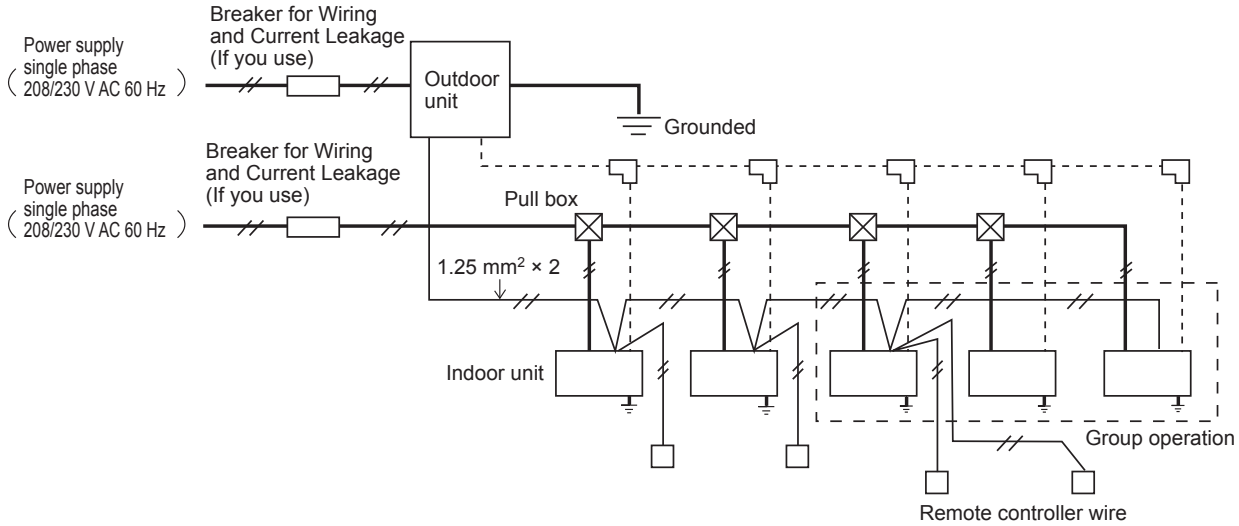 Breaker for Wiring
and Current Leakage
(If you use)
Power supply
single phase
( 208/230 V AC 60 Hz )
Outdoor
unit
Grounded
Breaker for Wiring
and Current Leakage
(If you use)
Power supply
single phase
( 208/230 V AC 60 Hz )
Pull box
1.25 mm² × 2
Indoor unit
Group operation
Remote controller wire